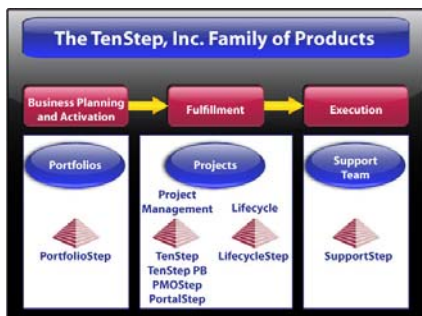 The TenStep, Inc. Family of Products
Business Planning
and Activation
Fulfillment
Execution
Portfolios
Projects
Support
Team
Project
Management
Lifecycle
PortfolioStep
TenStep
TenStep PB
PMOStep
PortalStep
LifecycleStep
SupportStep